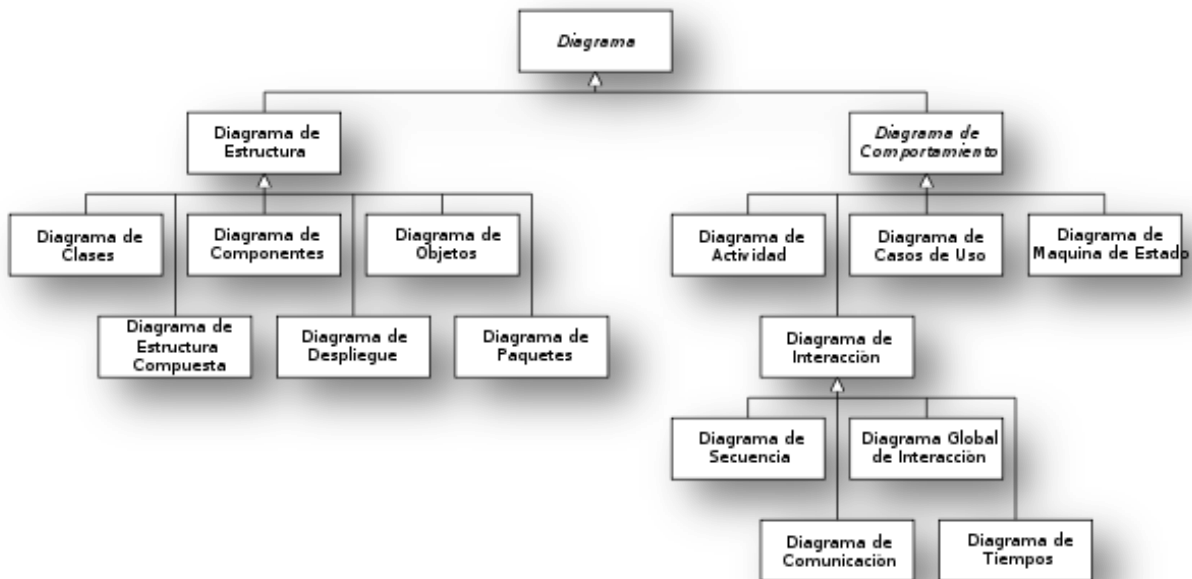 Diagrama
Diagrama de
Estructura
Diagrama de
Comportamiento
Diagrama de
Clases
Diagrama de
Componentes
Diagrama de
Objetos
Diagrama de
Actividad
Diagrama de
Casos de Uso
Diagrama de
Maquina de Estado
Diagrama de
Estructura
Compuesta
Diagrama de
Despliegue
Diagrama de
Paquetes
Diagrama de
Interacción
Diagrama de
Secuencia
Diagrama Global
de Interacción
Diagrama de
Comunicación
Diagrama de
Tiempos